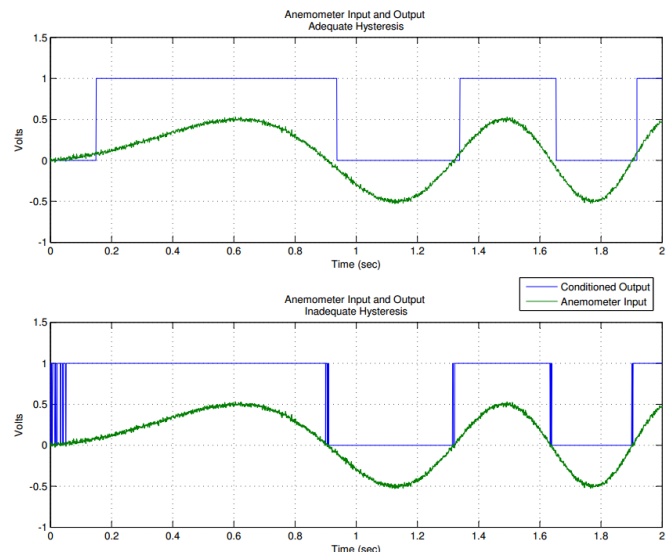 Anemometer Input and Output
Adequate Hysteresis
1.5
1
0.5
0
-0.5
-1
Volts
0 0.2 0.4 0.6 0.8 1 1.2 1.4 1.6 1.8 2
Time (sec)
Conditioned Output
Anemometer Input
Anemometer Input and Output
Inadequate Hysteresis
1.5
1
0.5
0
-0.5
-1
Volts
0 0.2 0.4 0.6 0.8 1 1.2 1.4 1.6 1.8 2
Time (sec)